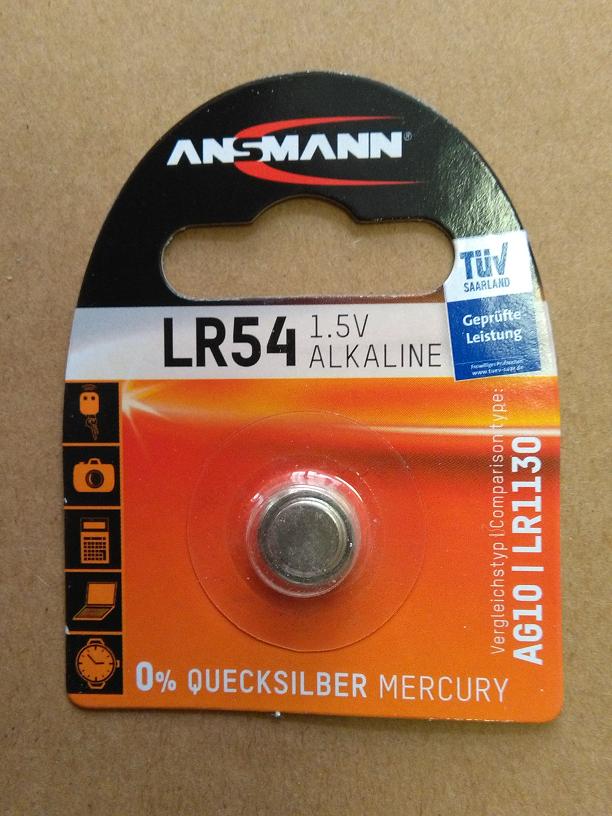 ANSMANN®
TÜV
SAARLAND
Geprüfte
Leistung
LR54
1.5V
ALKALINE
Vergleichstyp | Comparison type:
AG10 | LR1130
0% QUECKSILBER MERCURY